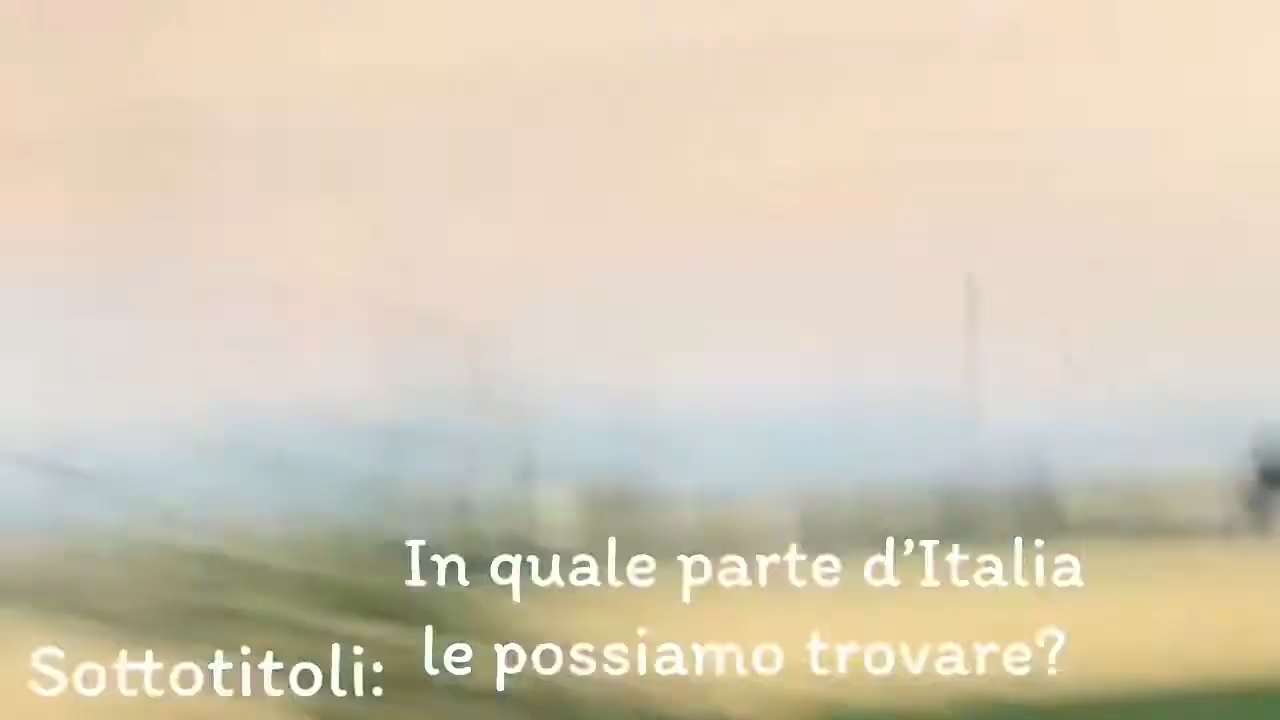 In quale parte d’Italia
le possiamo trovare?
Sottotitoli: